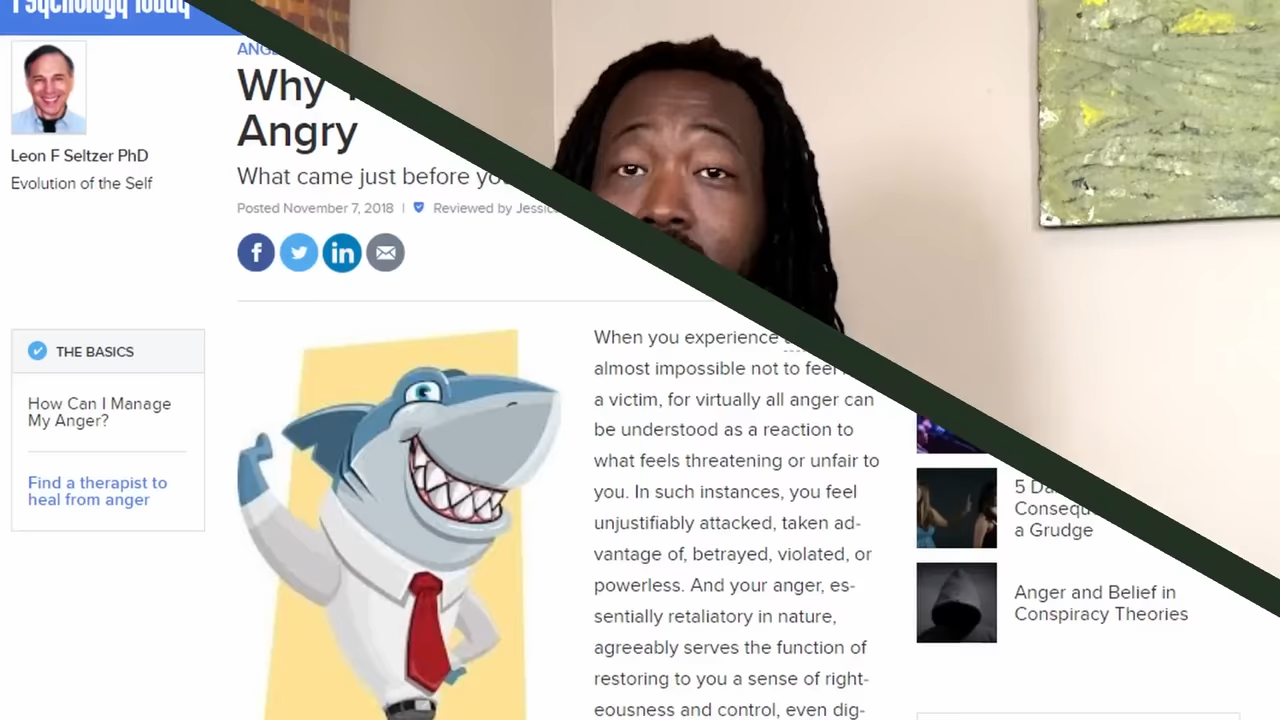 Psychology Today
Leon F Seltzer PhD
Evolution of the Self
Why
Angry
What came just before
Posted November 7, 2018 | Reviewed by
f
in
THE BASICS
How Can I Manage
My Anger?
Find a therapist to
heal from anger
When you experience
almost impossible not to feel
a victim, for virtually all anger can
be understood as a reaction to
what feels threatening or unfair to
you. In such instances, you feel
unjustifiably attacked, taken ad-
vantage of, betrayed, violated, or
powerless. And your anger, es-
sentially retaliatory in nature,
agreeably serves the function of
restoring to you a sense of right-
eousness and control, even dig-
5
a Grudge
Anger and Belief in
Conspiracy Theories